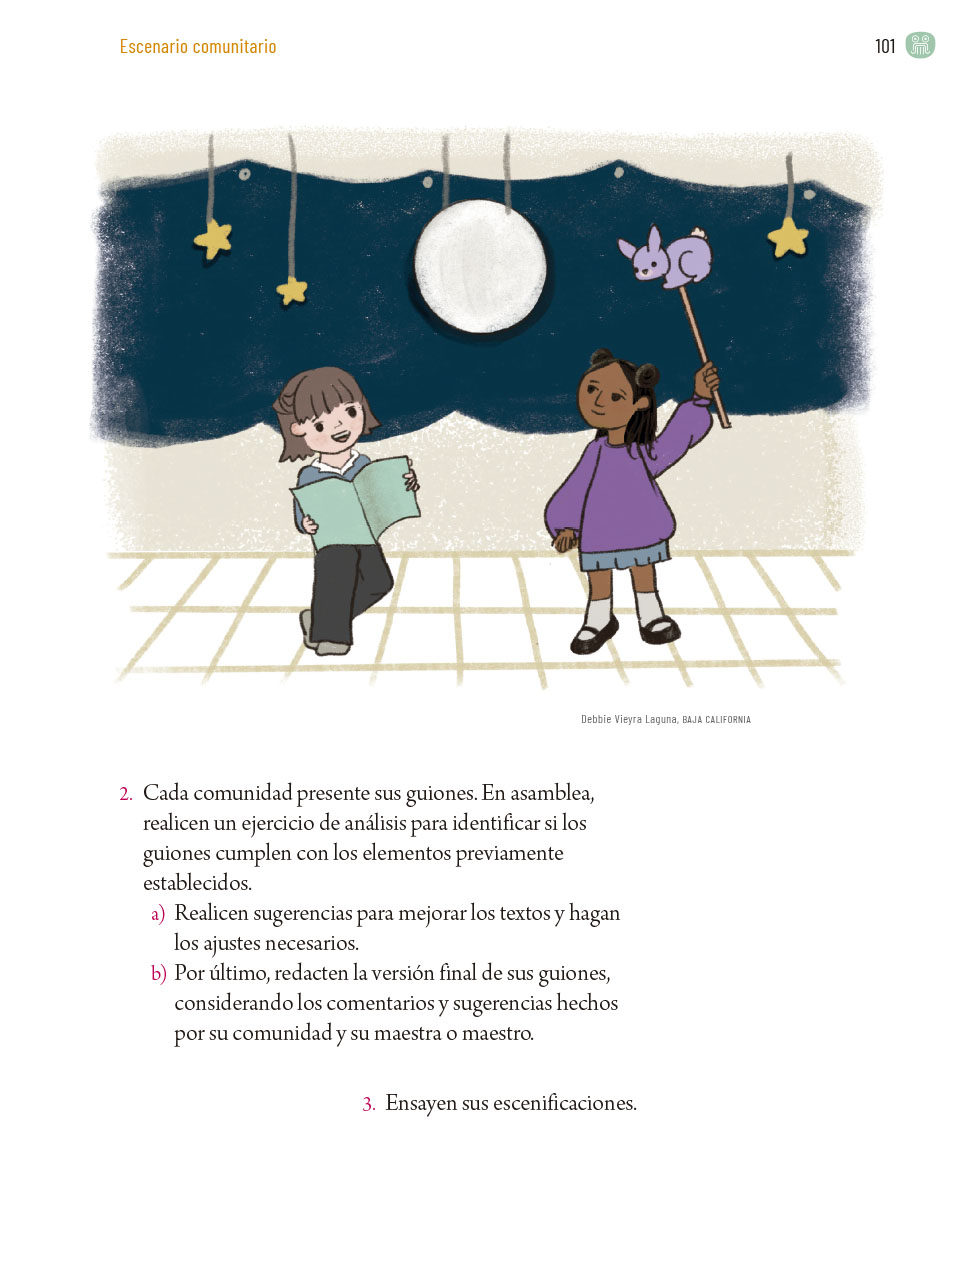 Escenario comunitario
101
Debbie Vieyra Laguna, BAJA CALIFORNIA
2. Cada comunidad presente sus guiones. En asamblea,
realicen un ejercicio de análisis para identificar si los
guiones cumplen con los elementos previamente
establecidos.
a) Realicen sugerencias para mejorar los textos y hagan
los ajustes necesarios.
b) Por último, redacten la versión final de sus guiones,
considerando los comentarios y sugerencias hechos
por su comunidad y su maestra o maestro.
3. Ensayen sus escenificaciones.